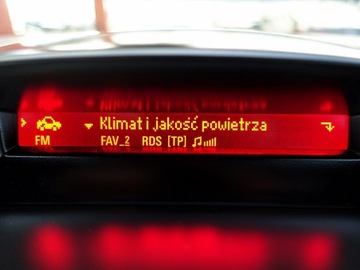 Klimat i jakość powietrza
FM FAV_2 RDS [TP]